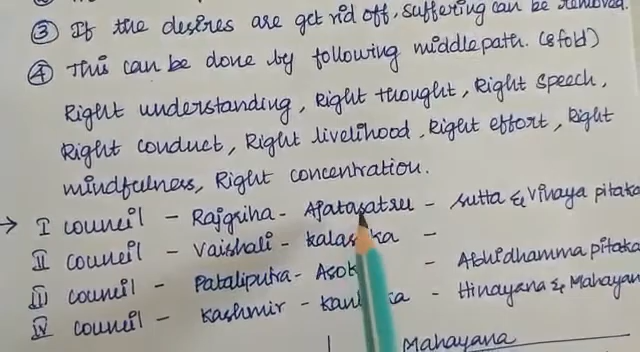 ③ If the desires are get rid off, suffering can be removed.
④ This can be done by following middle path. (8 fold)
Right understanding, Right thought, Right speech,
Right conduct, Right livelihood, Right effort, Right
mindfulness, Right concentration.
→ I council - Rajgriha - Ajatasatru - sutta & Vinaya pitaka
II council - Vaishali -
III council - Pataliputra - - Abhidhamma pitaka
IV council - Kashmir - - Hinayana &
Mahayana